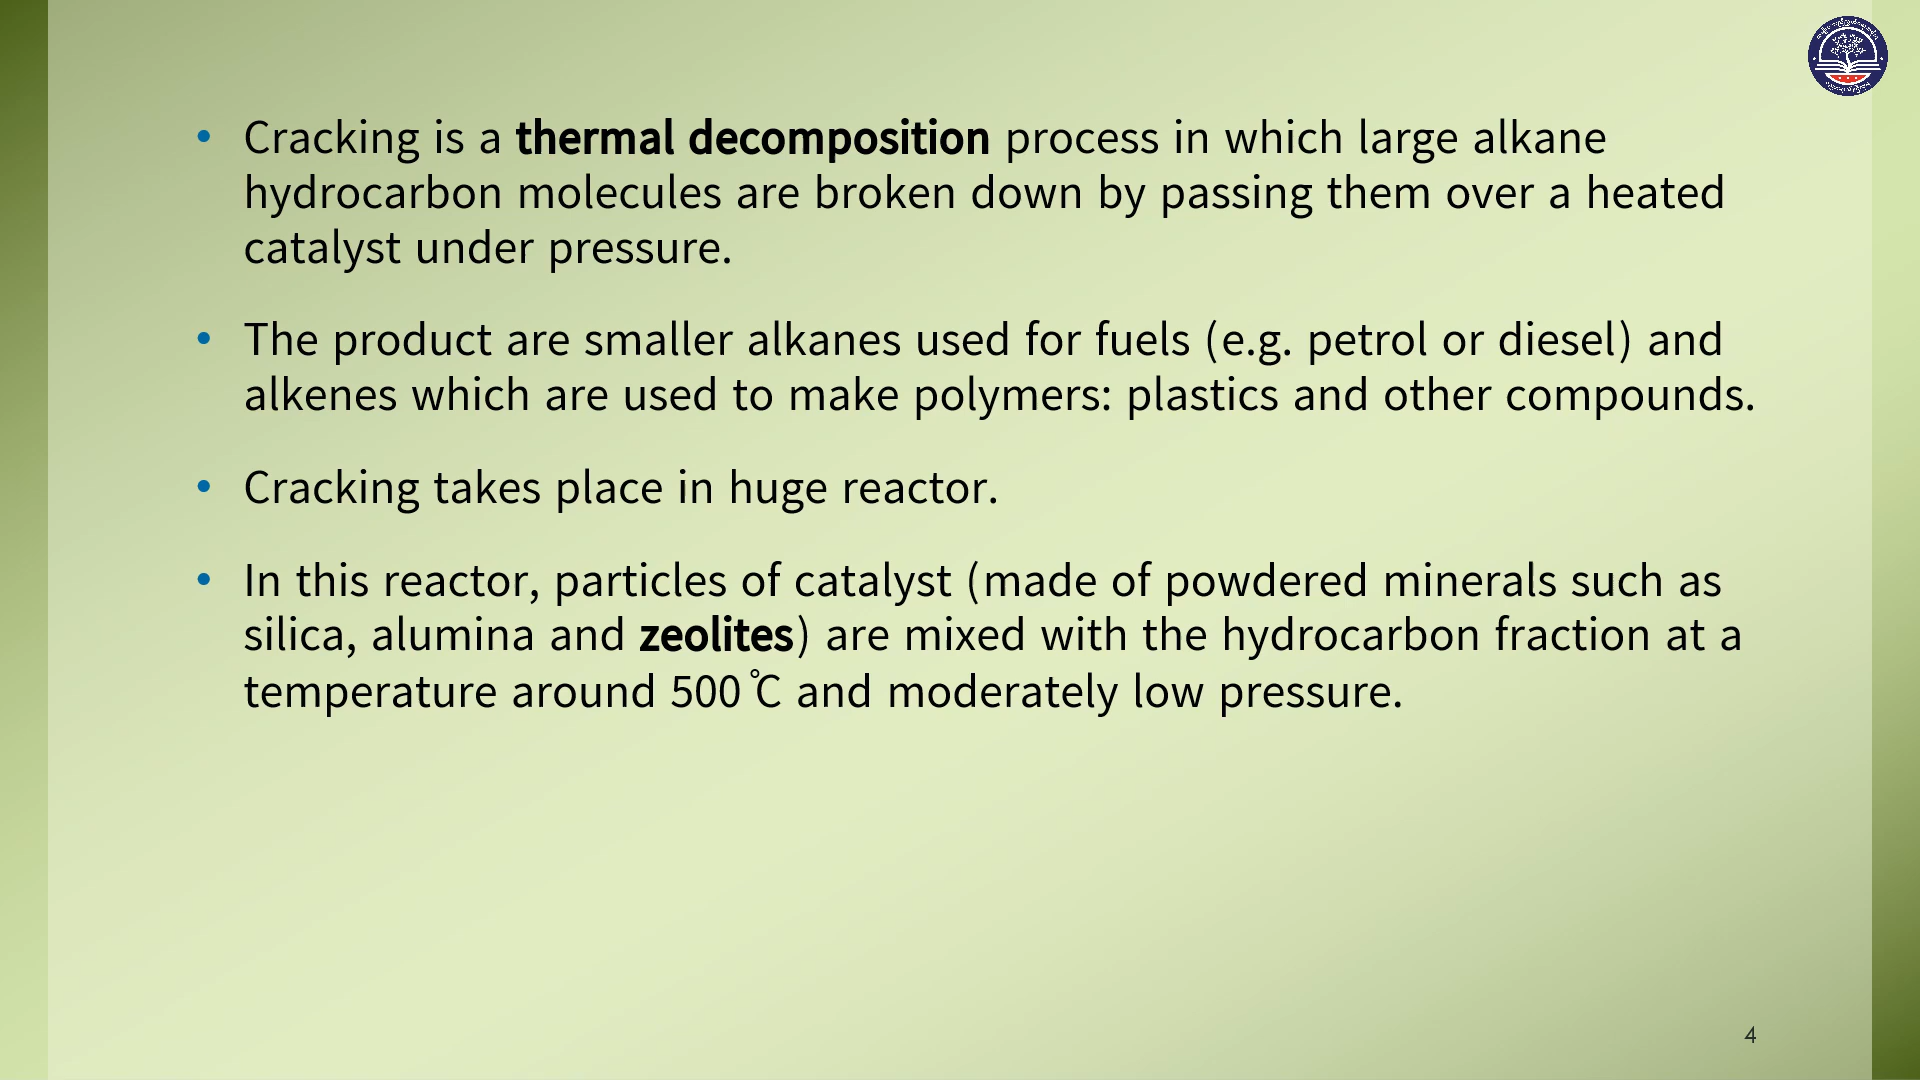 • Cracking is a thermal decomposition process in which large alkane
hydrocarbon molecules are broken down by passing them over a heated
catalyst under pressure.
• The product are smaller alkanes used for fuels (e.g. petrol or diesel) and
alkenes which are used to make polymers: plastics and other compounds.
• Cracking takes place in huge reactor.
• In this reactor, particles of catalyst (made of powdered minerals such as
silica, alumina and zeolites) are mixed with the hydrocarbon fraction at a
temperature around 500 ̊C and moderately low pressure.
4